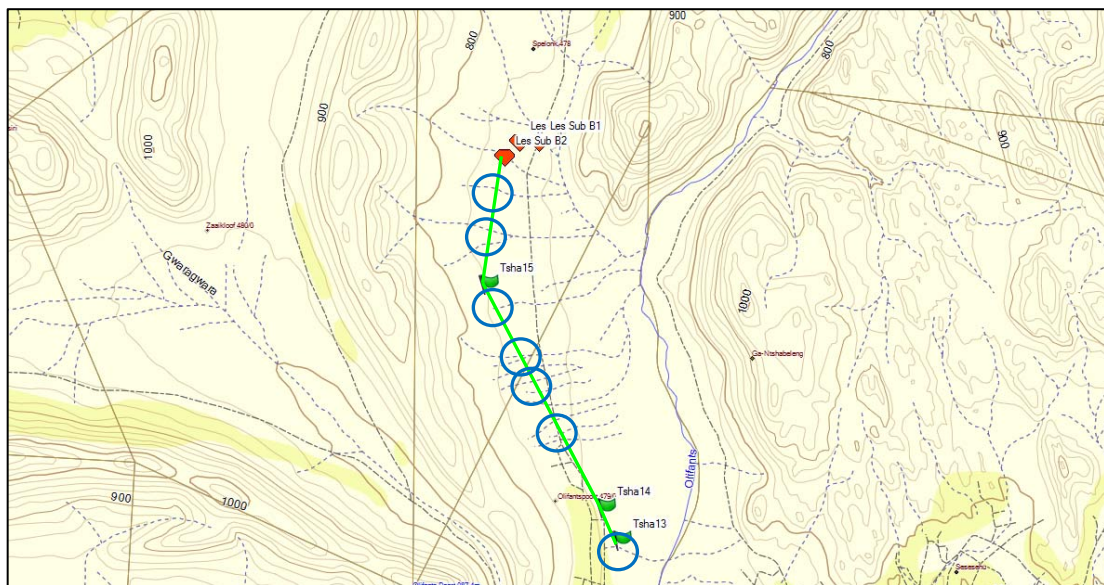 900
800
Spelonk 478
800
900
1000
Les Les Sub B1
Les Sub B2
900
Zaaikloof 480/0
Gwaragwara
Tsha15
1000
Ga-Ntshabeleng
Tsha14
Olifantspoort 479/0
Olifants
900
1000
Tsha13